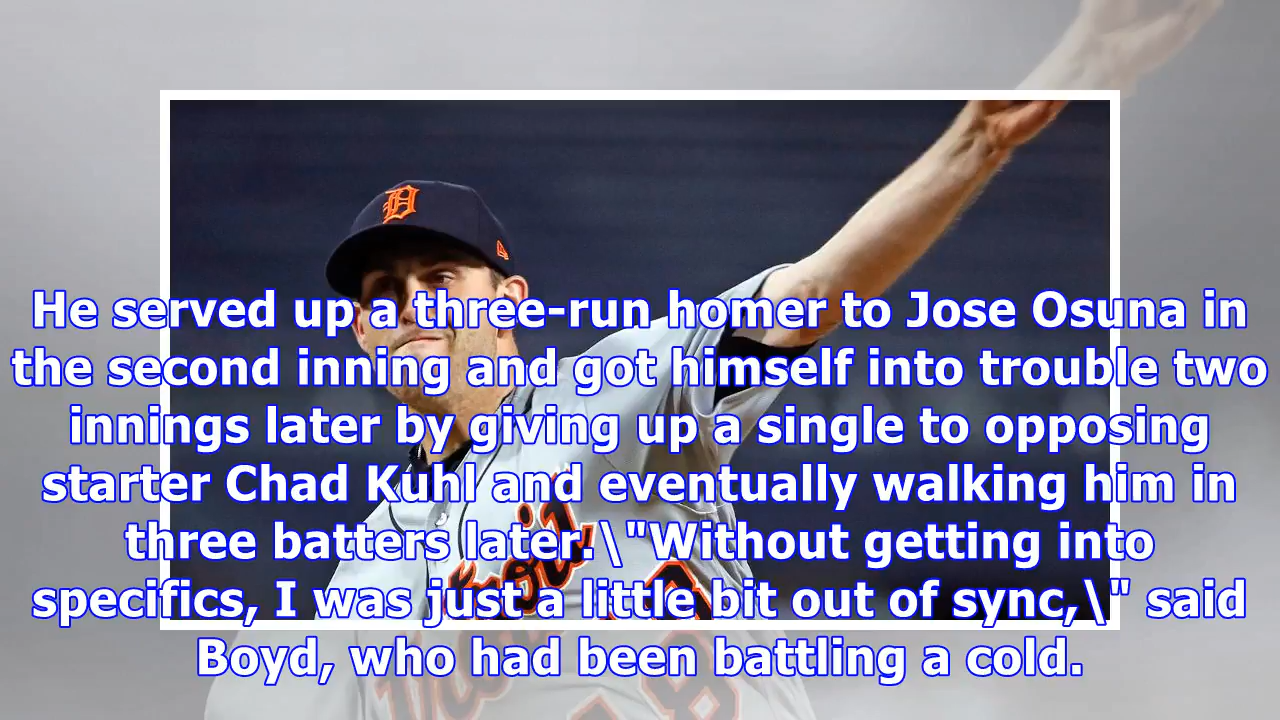 He served up a three-run homer to Jose Osuna in
the second inning and got himself into trouble two
innings later by giving up a single to opposing
starter Chad Kuhl and eventually walking him in
three batters later.\"Without getting into
specifics, I was just a little bit out of sync,\" said
Boyd, who had been battling a cold.
D
Detroit